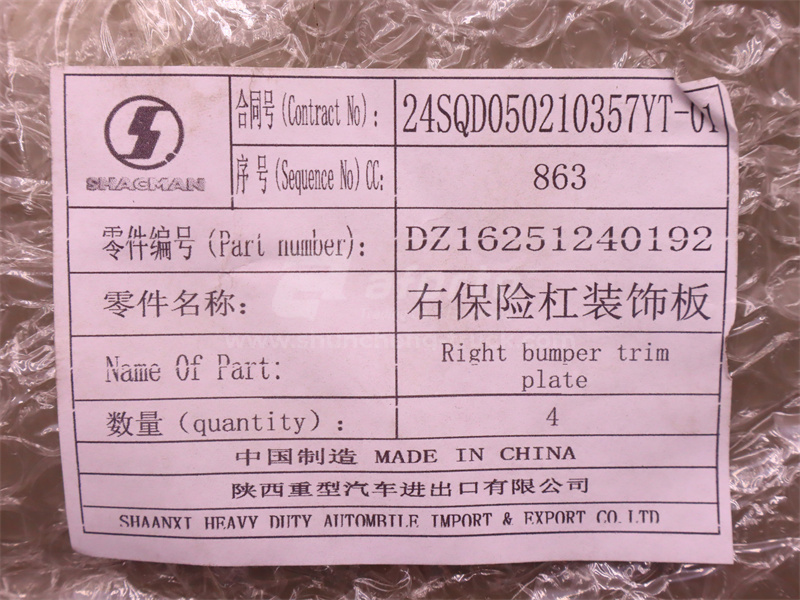 合同号(Contract No): 24SQD050210357YT-01
SHACMAN
序号(Sequence No)CC: 863
零件编号(Part number): DZ16251240192
零件名称: 右保险杠装饰板
Name Of Part: Right bumper trim
plate
数量(quantity): 4
中国制造 MADE IN CHINA
陕西重型汽车进出口有限公司
SHAANXI HEAVY DUTY AUTOMBILE IMPORT & EXPORT CO.LTD